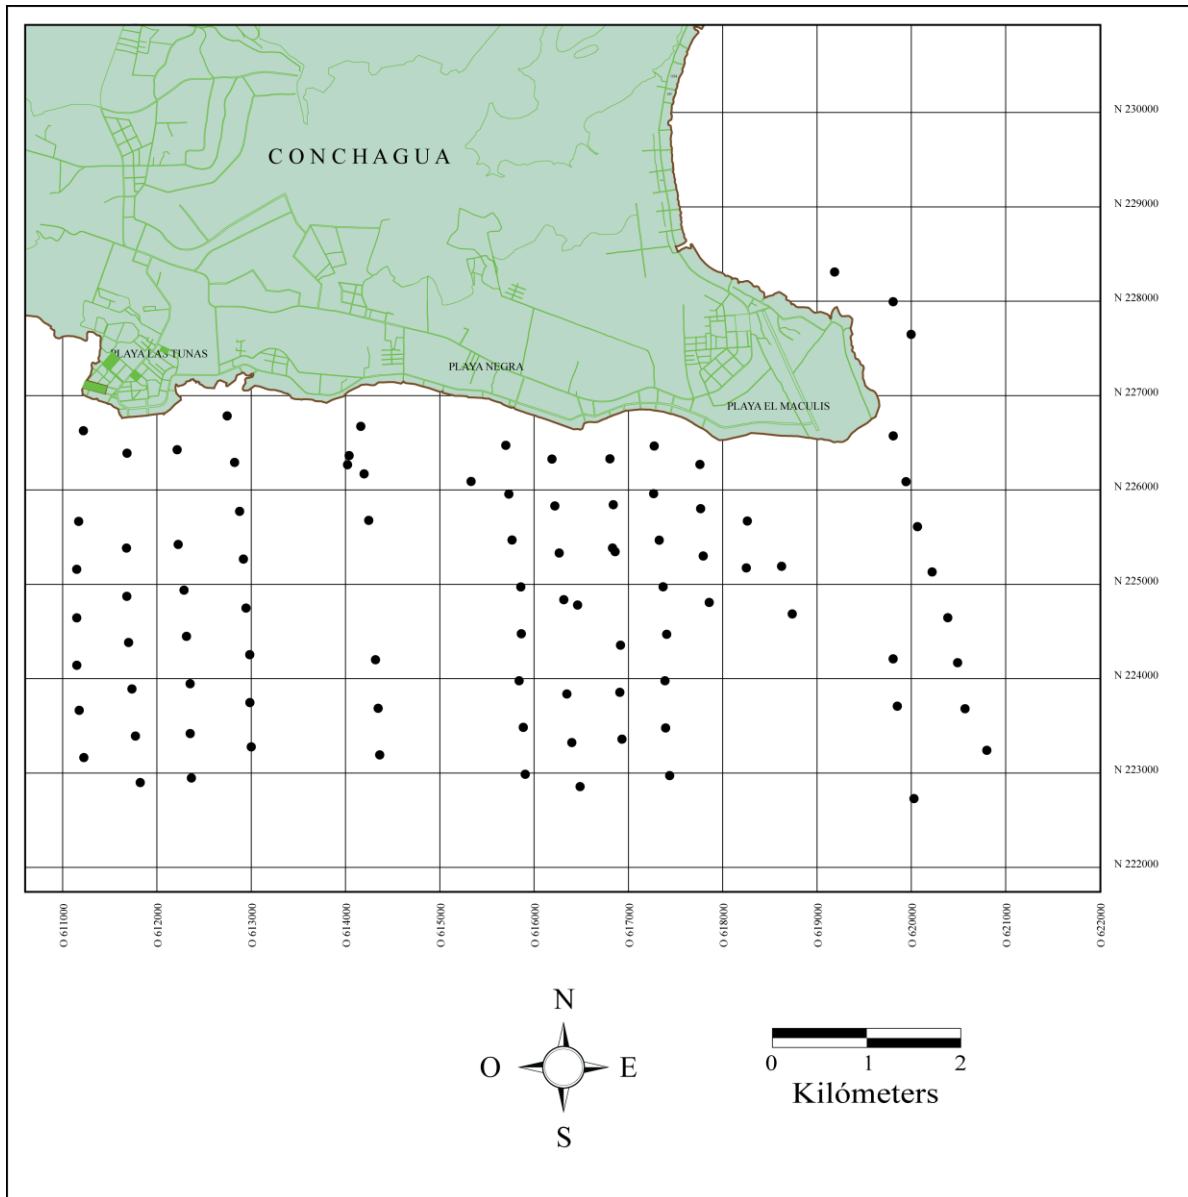 N 230000
CONCHAGUA
N 229000
N 228000
PLAYA LAS TUNAS
PLAYA NEGRA
N 227000
PLAYA EL MACULIS
N 226000
N 225000
N 224000
N 223000
N 222000
O 611000
O 612000
O 613000
O 614000
O 615000
O 616000
O 617000
O 618000
O 619000
O 620000
O 621000
O 622000
N
O E
S
0 1 2
Kilómeters